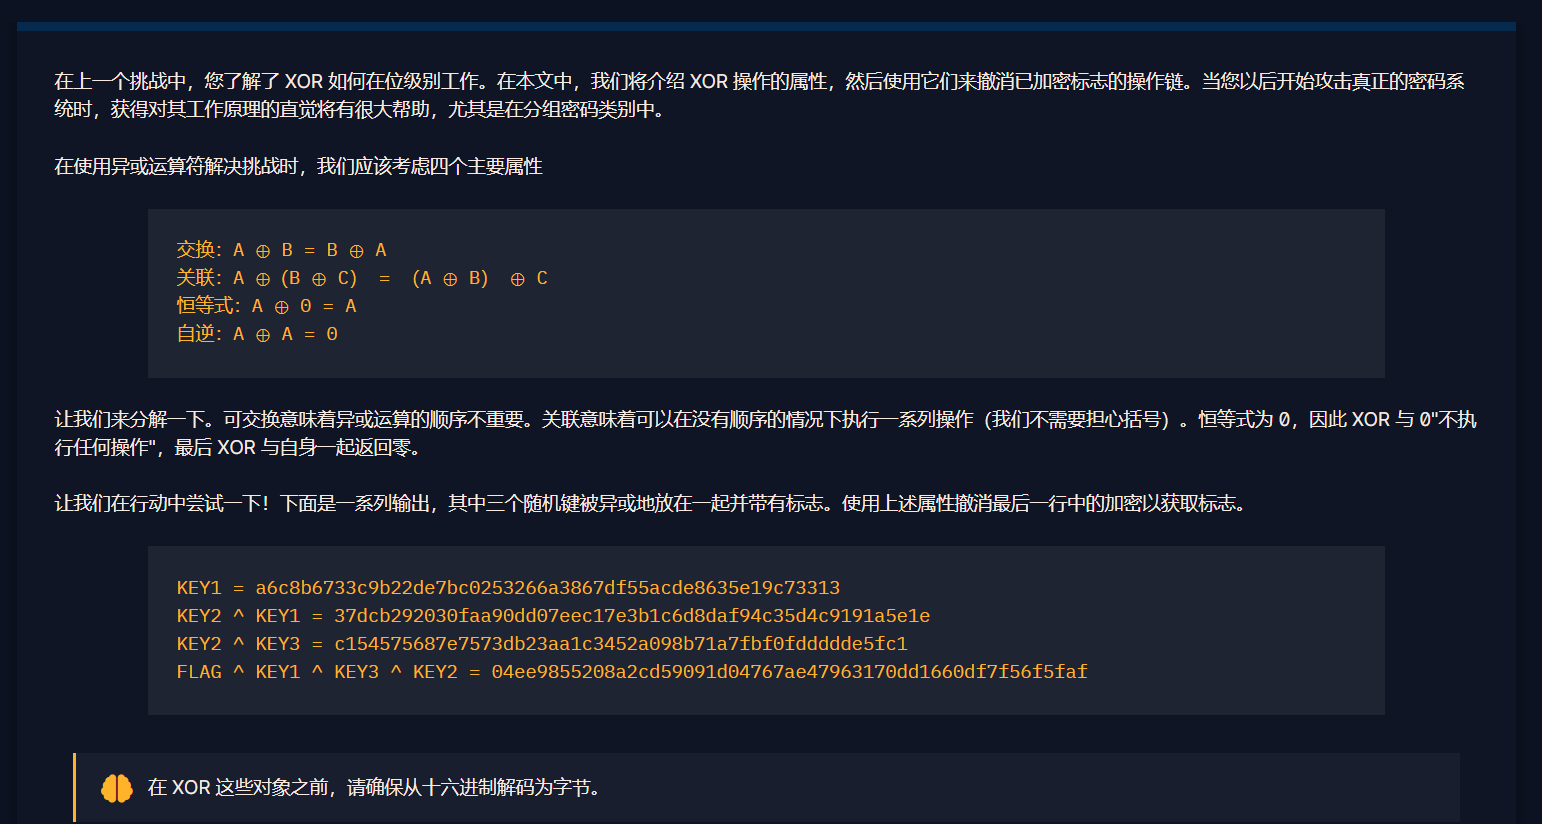 在上一个挑战中，您了解了 XOR 如何在位级别工作。在本文中，我们将介绍 XOR 操作的属性，然后使用它们来撤消已加密标志的操作链。当您以后开始攻击真正的密码系
统时，获得对其工作原理的直觉将有很大帮助，尤其是在分组密码类别中。
在使用异或运算符解决挑战时，我们应该考虑四个主要属性
交换：A ⊕ B = B ⊕ A
关联：A ⊕（B ⊕ C） = （A ⊕ B） ⊕ C
恒等式：A ⊕ 0 = A
自逆：A ⊕ A = 0
让我们来分解一下。可交换意味着异或运算的顺序不重要。关联意味着可以在没有顺序的情况下执行一系列操作（我们不需要担心括号）。恒等式为 0，因此 XOR 与 0"不执
行任何操作"，最后 XOR 与自身一起返回零。
让我们在行动中尝试一下！下面是一系列输出，其中三个随机键被异或地放在一起并带有标志。使用上述属性撤消最后一行中的加密以获取标志。
KEY1 = a6c8b6733c9b22de7bc0253266a3867df55acde8635e19c73313
KEY2 ^ KEY1 = 37dcb292030faa90dd07eec17e3b1c6d8daf94c35d4c9191a5e1e
KEY2 ^ KEY3 = c1545756​87e7573db23aa1c3452a098b71a7fbf0fddddde5fc1
FLAG ^ KEY1 ^ KEY3 ^ KEY2 = 04ee9855208a2cd59091d04767ae47963170dd1660df7f56f5faf
在 XOR 这些对象之前，请确保从十六进制解码为字节。